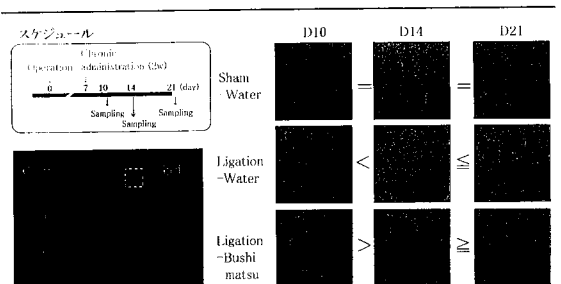 スケジュール
Chronic
Operation administration (2w)
0 7 10 14 21 (day)
Sampling Sampling
Sampling
D10 D14 D21
Sham
-Water
= =
Ligation
-Water
< ≦
Ligation
-Bushi
matsu
> ≧